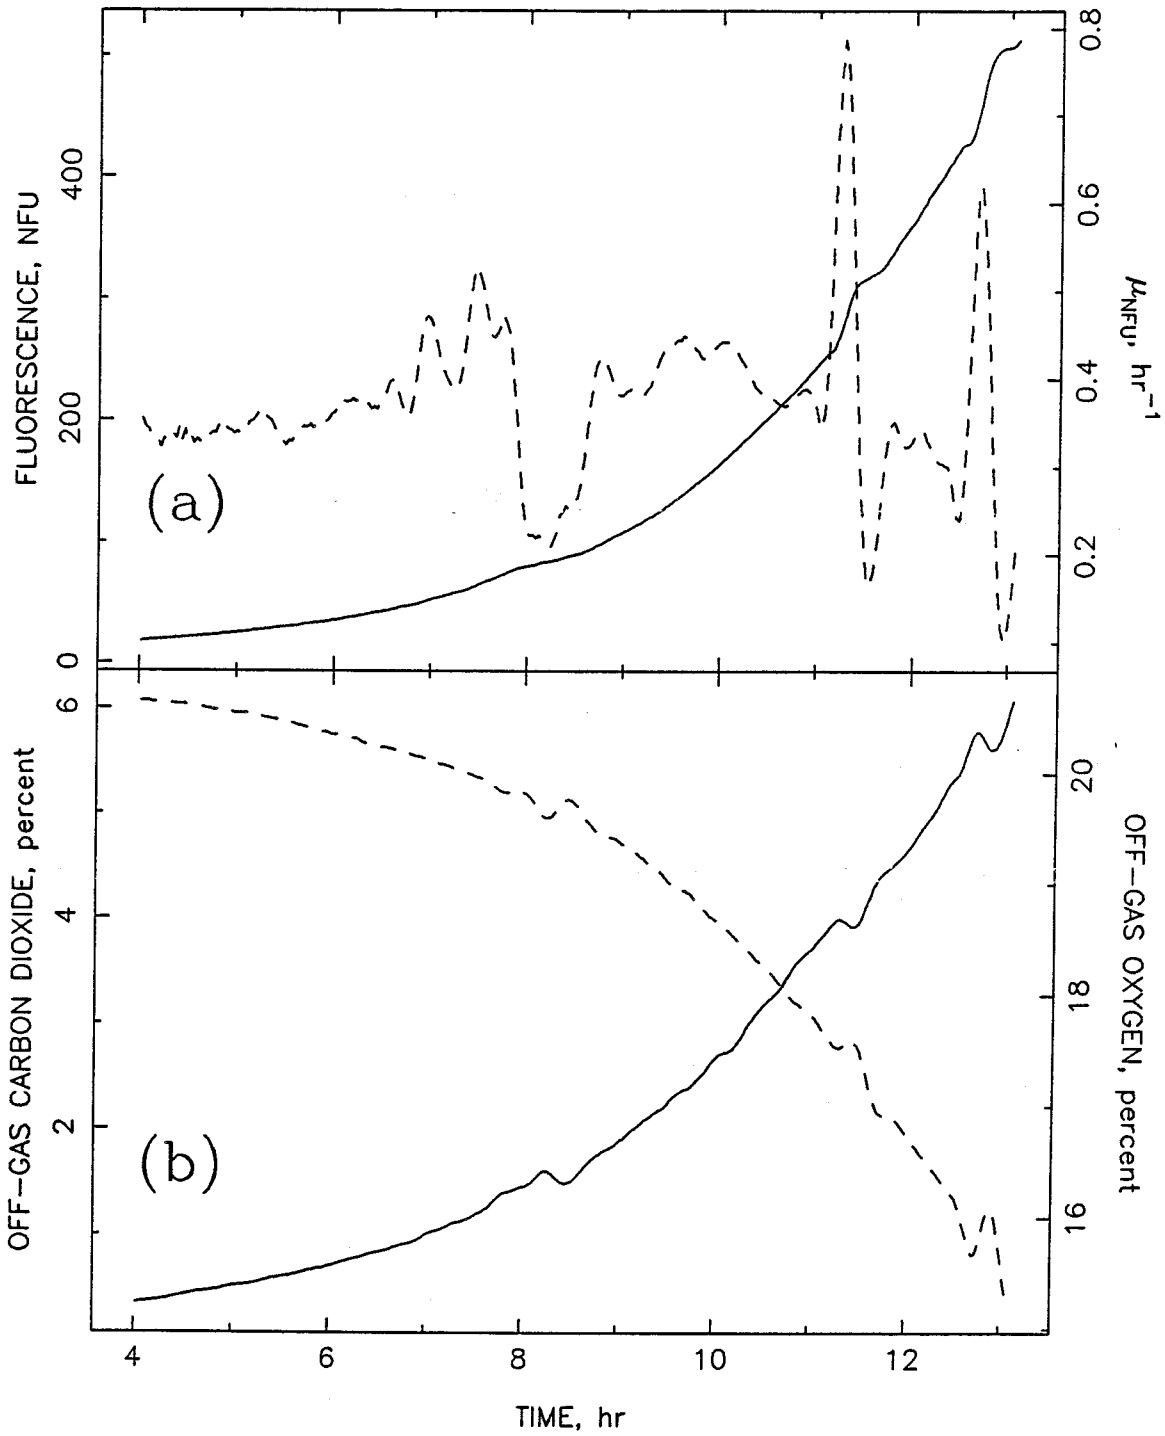 FLUORESCENCE, NFU
400
200
0
(a)
0.8
0.6
0.4
0.2
μNFU, hr⁻¹
OFF-GAS CARBON DIOXIDE, percent
6
4
2
(b)
20
18
16
OFF-GAS OXYGEN, percent
4 6 8 10 12
TIME, hr